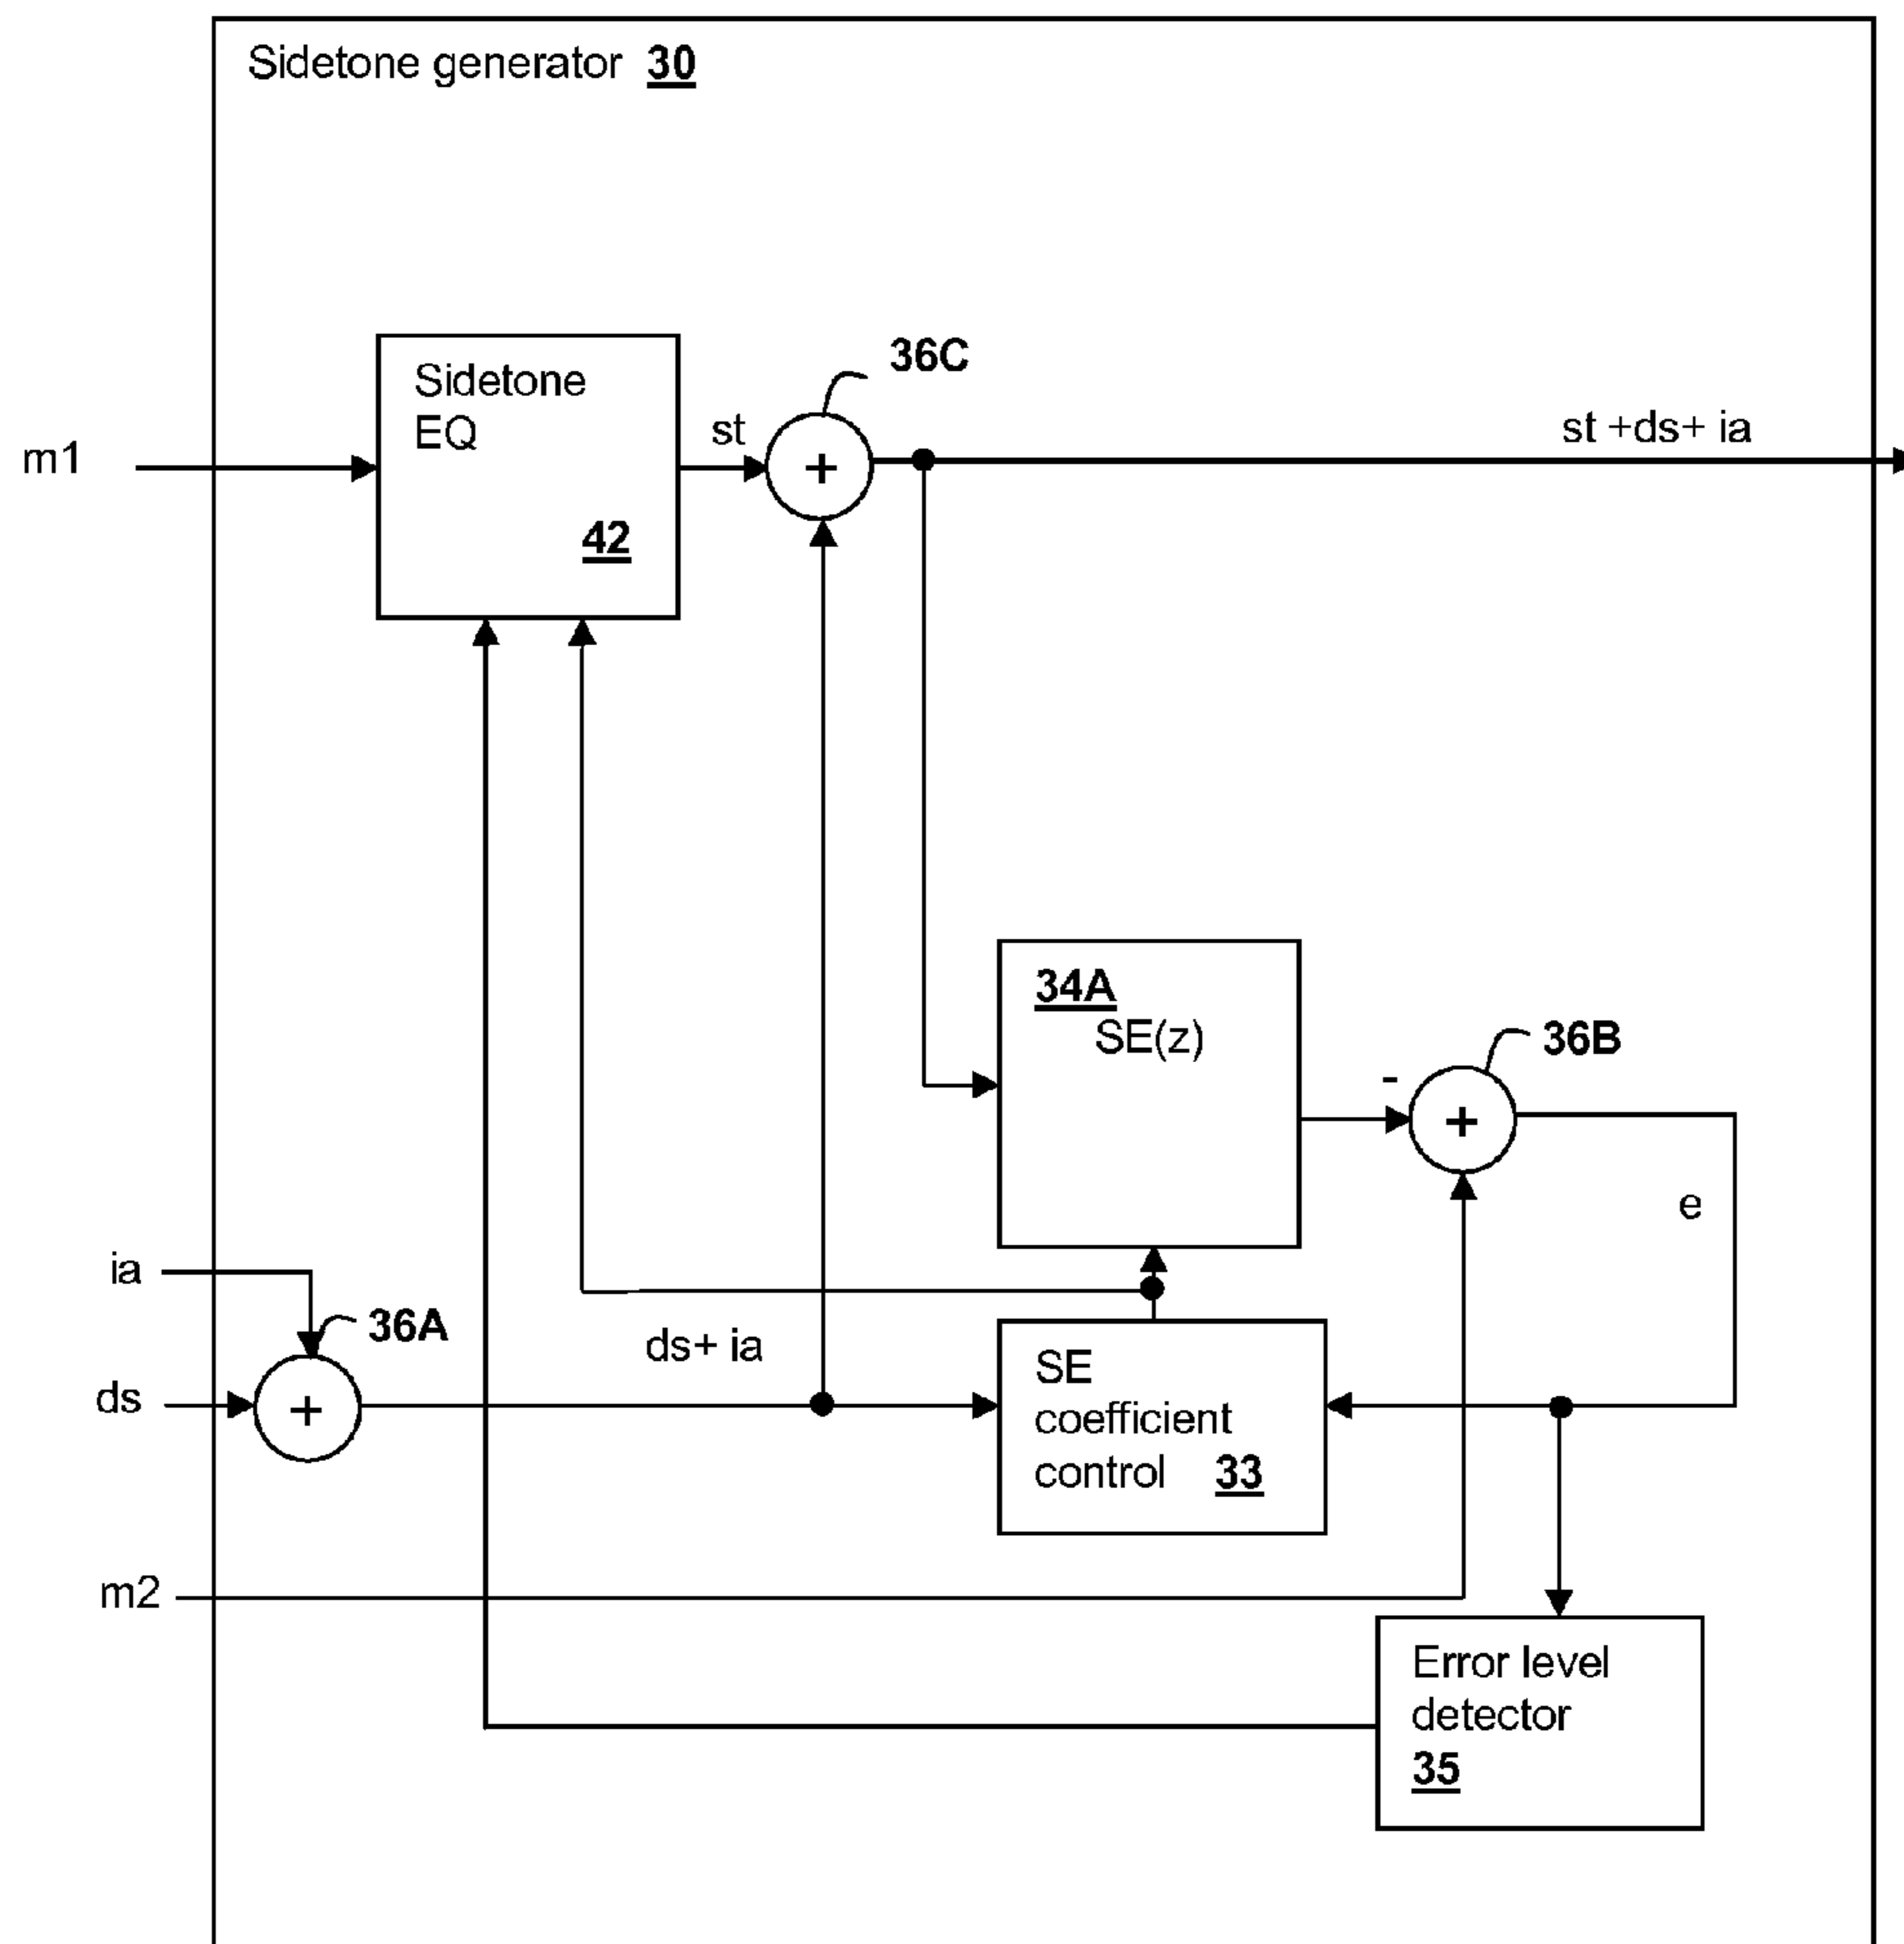 Sidetone generator 30
36C
Sidetone
EQ
42
m1
st
+
st +ds+ ia
34A
SE(z)
36B
-
+
e
ia
36A
ds
+
ds+ ia
SE
coefficient
control 33
m2
Error level
detector
35